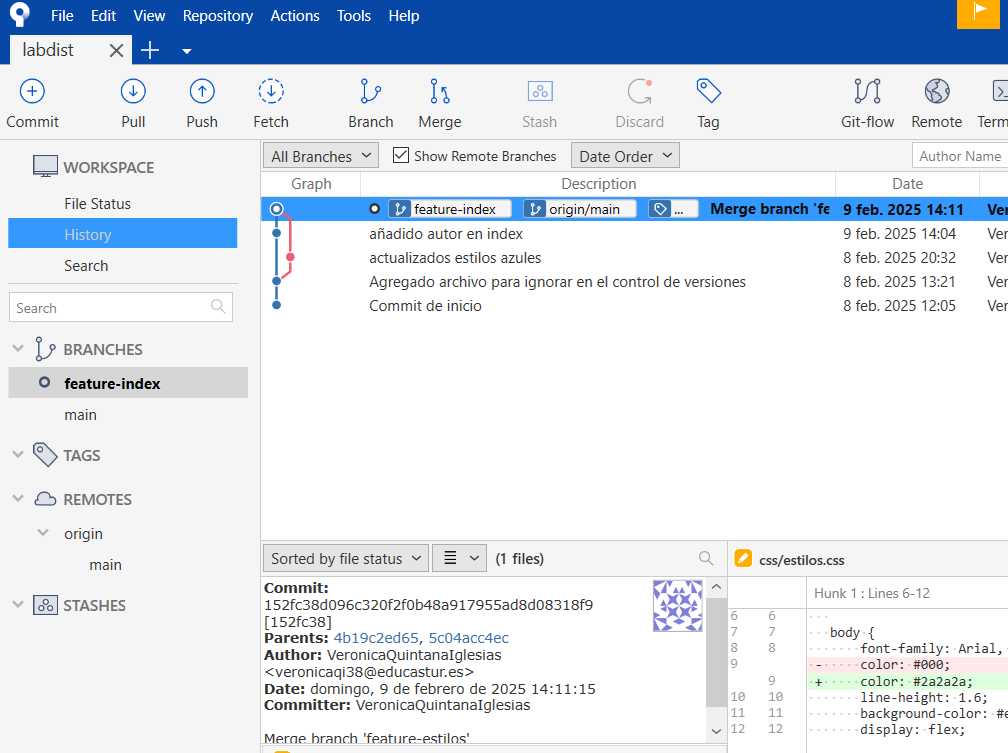 File Edit View Repository Actions Tools Help
labdist
Commit Pull Push Fetch Branch Merge Stash Discard Tag Git-flow Remote Term
WORKSPACE
File Status
History
Search
Search
BRANCHES
feature-index
main
TAGS
REMOTES
origin
main
STASHES
All Branches Show Remote Branches Date Order Author Name
Graph Description Date
feature-index origin/main ... Merge branch 'fe 9 feb. 2025 14:11 Ver
añadido autor en index 9 feb. 2025 14:04 Ver
actualizados estilos azules 8 feb. 2025 20:32 Ver
Agregado archivo para ignorar en el control de versiones 8 feb. 2025 13:21 Ver
Commit de inicio 8 feb. 2025 12:05 Ver
Sorted by file status (1 files)
Commit:
152fc38d096c320f2f0b48a917955ad8d08318f9
[152fc38]
Parents: 4b19c2ed65, 5c04acc4ec
Author: VeronicaQuintanaIglesias
<veronicaqi38@educastur.es>
Date: domingo, 9 de febrero de 2025 14:11:15
Committer: VeronicaQuintanaIglesias
Merge branch 'feature-estilos'
css/estilos.css
Hunk 1 : Lines 6-12
6 6 ...
7 7 body {
8 8 font-family: Arial,
9 - color: #000;
9 + color: #2a2a2a;
10 10 line-height: 1.6;
11 11 background-color: #e
12 12 display: flex;